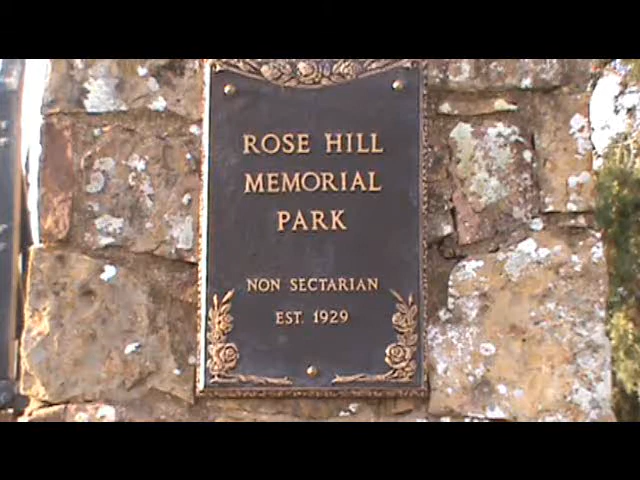 ROSE HILL
MEMORIAL
PARK
NON SECTARIAN
EST. 1929